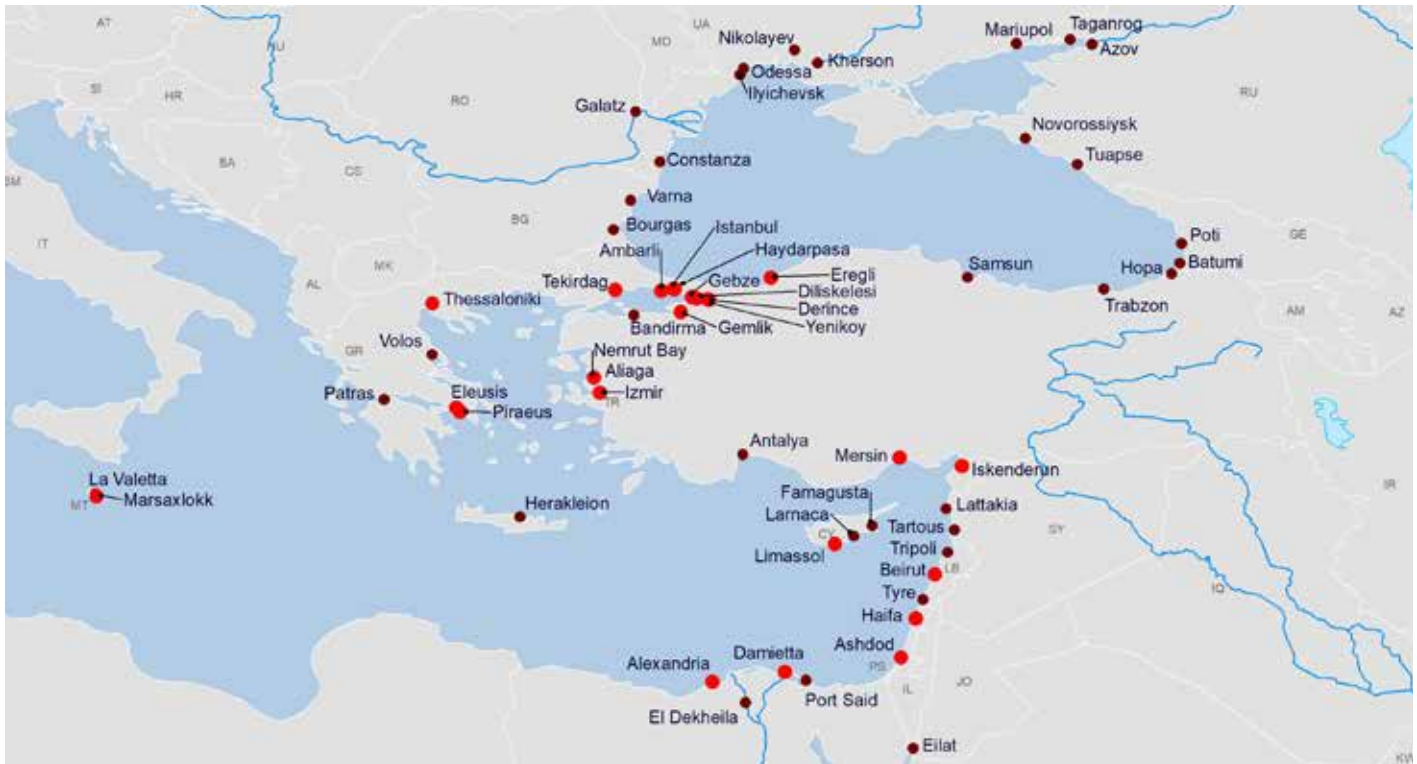 AT
HU
MD
UA
Nikolayev
Mariupol
Taganrog
Azov
Kherson
Odessa
Ilyichevsk
SI
HR
RO
RU
Galatz
Novorossiysk
BA
CS
Constanza
Tuapse
SM
Varna
IT
BG
Bourgas
Istanbul
Ambarli
Haydarpasa
Poti
GE
MK
AL
Tekirdag
Gebze
Eregli
Samsun
Hopa
Batumi
Thessaloniki
Diliskelesi
Derince
Trabzon
AM
AZ
Bandirma
Gemlik
Yenikoy
Volos
GR
Nemrut Bay
Aliaga
Patras
Eleusis
Izmir
TR
Piraeus
Antalya
Mersin
Iskenderun
La Valetta
MT
Marsaxlokk
Famagusta
IR
Herakleion
Larnaca
Lattakia
CY
Tartous
SY
Limassol
Tripoli
Beirut
LB
Tyre
IQ
Haifa
Alexandria
Damietta
Ashdod
PS
IL
JO
El Dekheila
Port Said
Eilat
KW